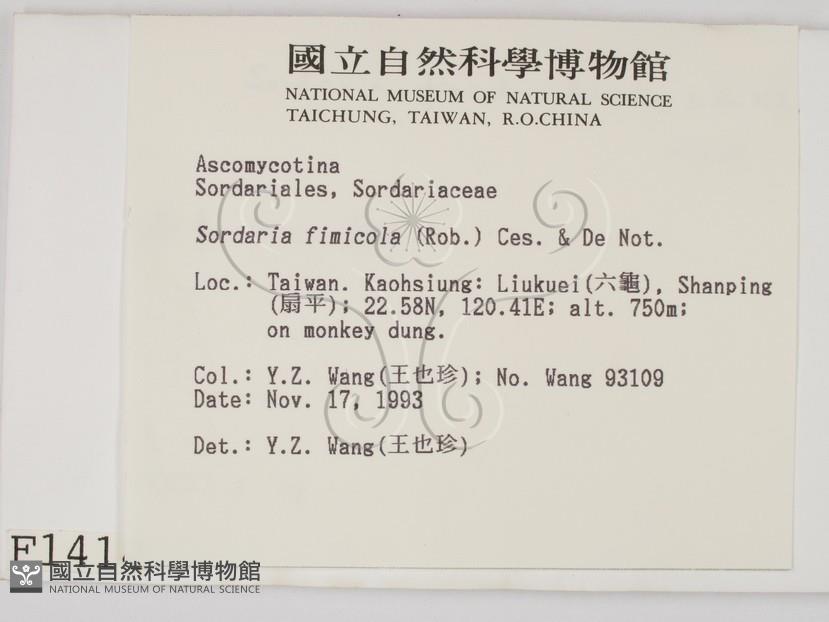 國立自然科學博物館
NATIONAL MUSEUM OF NATURAL SCIENCE
TAICHUNG, TAIWAN, R.O.CHINA
Ascomycotina
Sordariales, Sordariaceae
Sordaria fimicola (Rob.) Ces. & De Not.
Loc.: Taiwan. Kaohsiung: Liukuei(六龜), Shanping
(扇平); 22.58N, 120.41E; alt. 750m;
on monkey dung.
Col.: Y.Z. Wang(王也珍); No. Wang 93109
Date: Nov. 17, 1993
Det.: Y.Z. Wang(王也珍)
F141
國立自然科學博物館
NATIONAL MUSEUM OF NATURAL SCIENCE